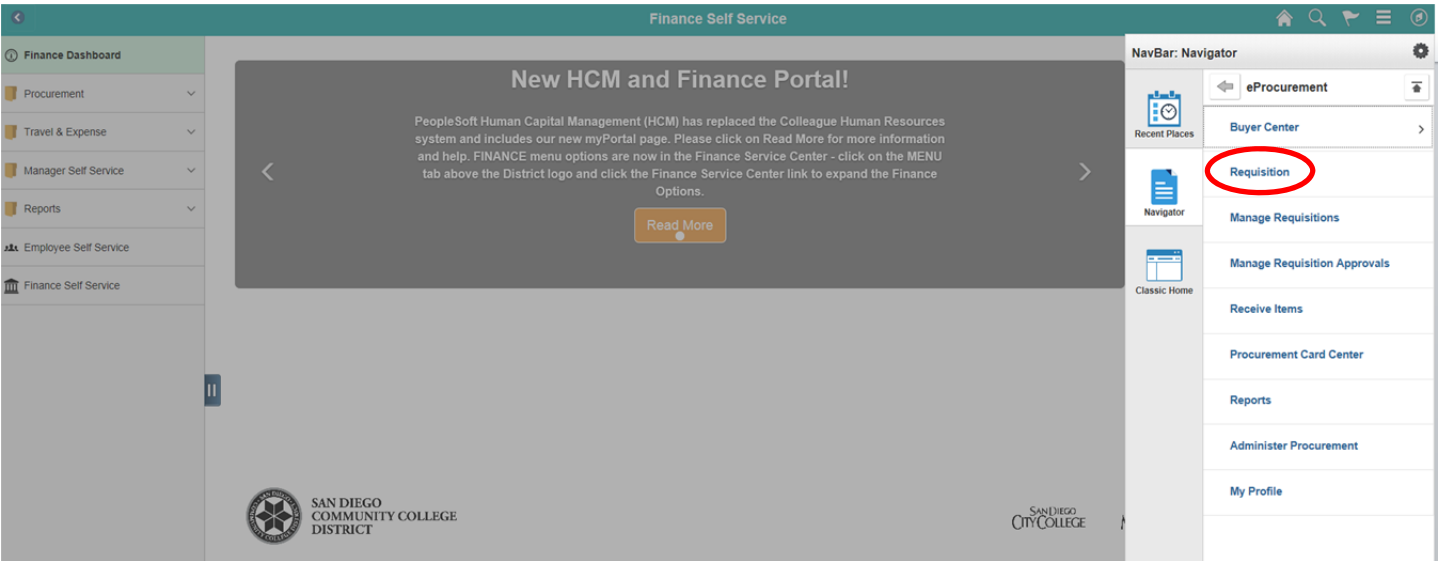 Finance Self Service
Finance Dashboard
Procurement
Travel & Expense
Manager Self Service
Reports
Employee Self Service
Finance Self Service
New HCM and Finance Portal!
PeopleSoft Human Capital Management (HCM) has replaced the Colleague Human Resources
system and includes our new myPortal page. Please click on Read More for more information
and help. FINANCE menu options are now in the Finance Service Center - click on the MENU
tab above the District logo and click the Finance Service Center link to expand the Finance
Options.
Read More
SAN DIEGO
COMMUNITY COLLEGE
DISTRICT
SAN DIEGO
CITY COLLEGE
NavBar: Navigator
Recent Places
Navigator
Classic Home
eProcurement
Buyer Center
Requisition
Manage Requisitions
Manage Requisition Approvals
Receive Items
Procurement Card Center
Reports
Administer Procurement
My Profile